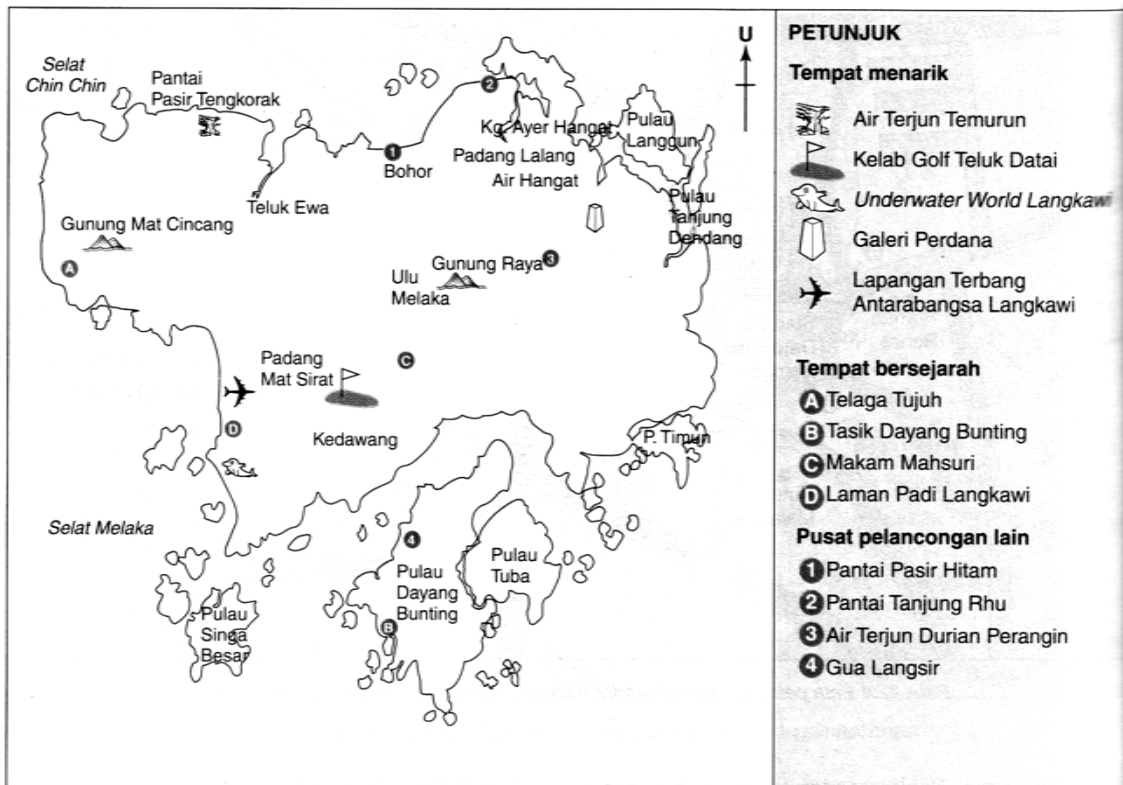 Selat
Chin Chin
Pantai
Pasir Tengkorak
U
2
Kg. Ayer Hangat
Pulau
Langgun
1
Bohor
Padang Lalang
Air Hangat
Teluk Ewa
Pulau
Tanjung
Dendang
Gunung Mat Cincang
A
Gunung Raya
3
Ulu
Melaka
Padang
Mat Sirat
C
D
Kedawang
P. Timun
Selat Melaka
4
Pulau
Dayang
Bunting
Pulau
Tuba
B
Pulau
Singa
Besar
PETUNJUK
Tempat menarik
Air Terjun Temurun
Kelab Golf Teluk Datai
Underwater World Langkawi
Galeri Perdana
Lapangan Terbang
Antarabangsa Langkawi
Tempat bersejarah
A Telaga Tujuh
B Tasik Dayang Bunting
C Makam Mahsuri
D Laman Padi Langkawi
Pusat pelancongan lain
1 Pantai Pasir Hitam
2 Pantai Tanjung Rhu
3 Air Terjun Durian Perangin
4 Gua Langsir